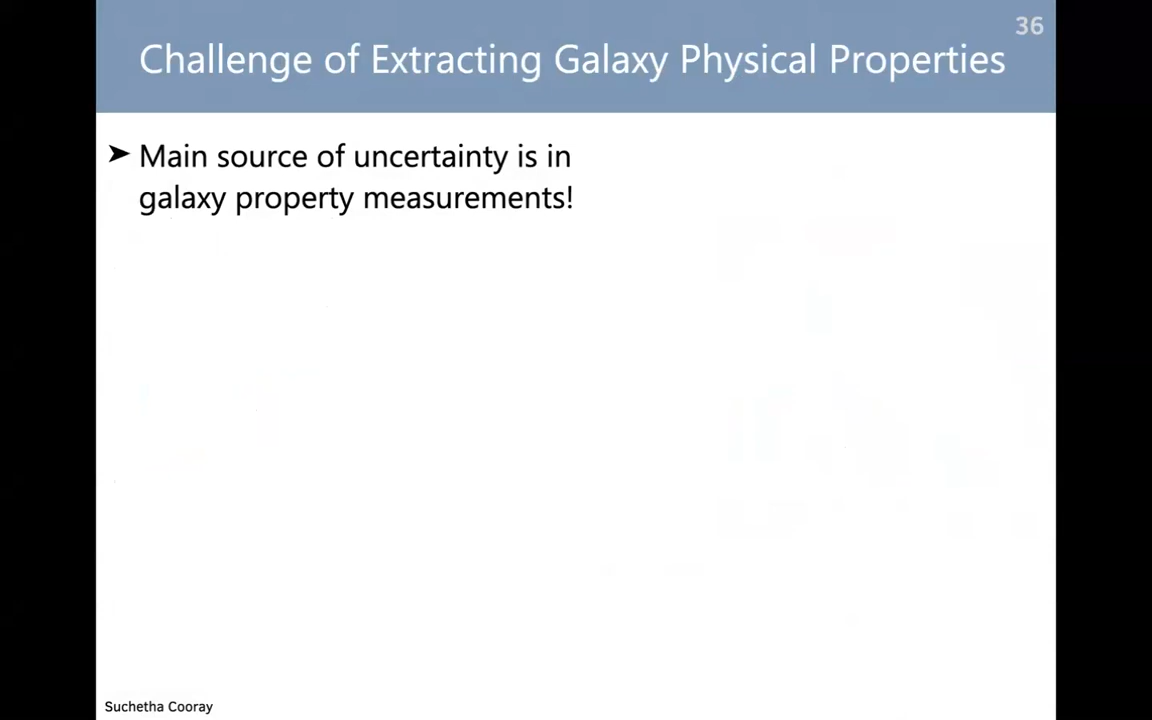 36
Challenge of Extracting Galaxy Physical Properties
➤ Main source of uncertainty is in
galaxy property measurements!
Suchetha Cooray